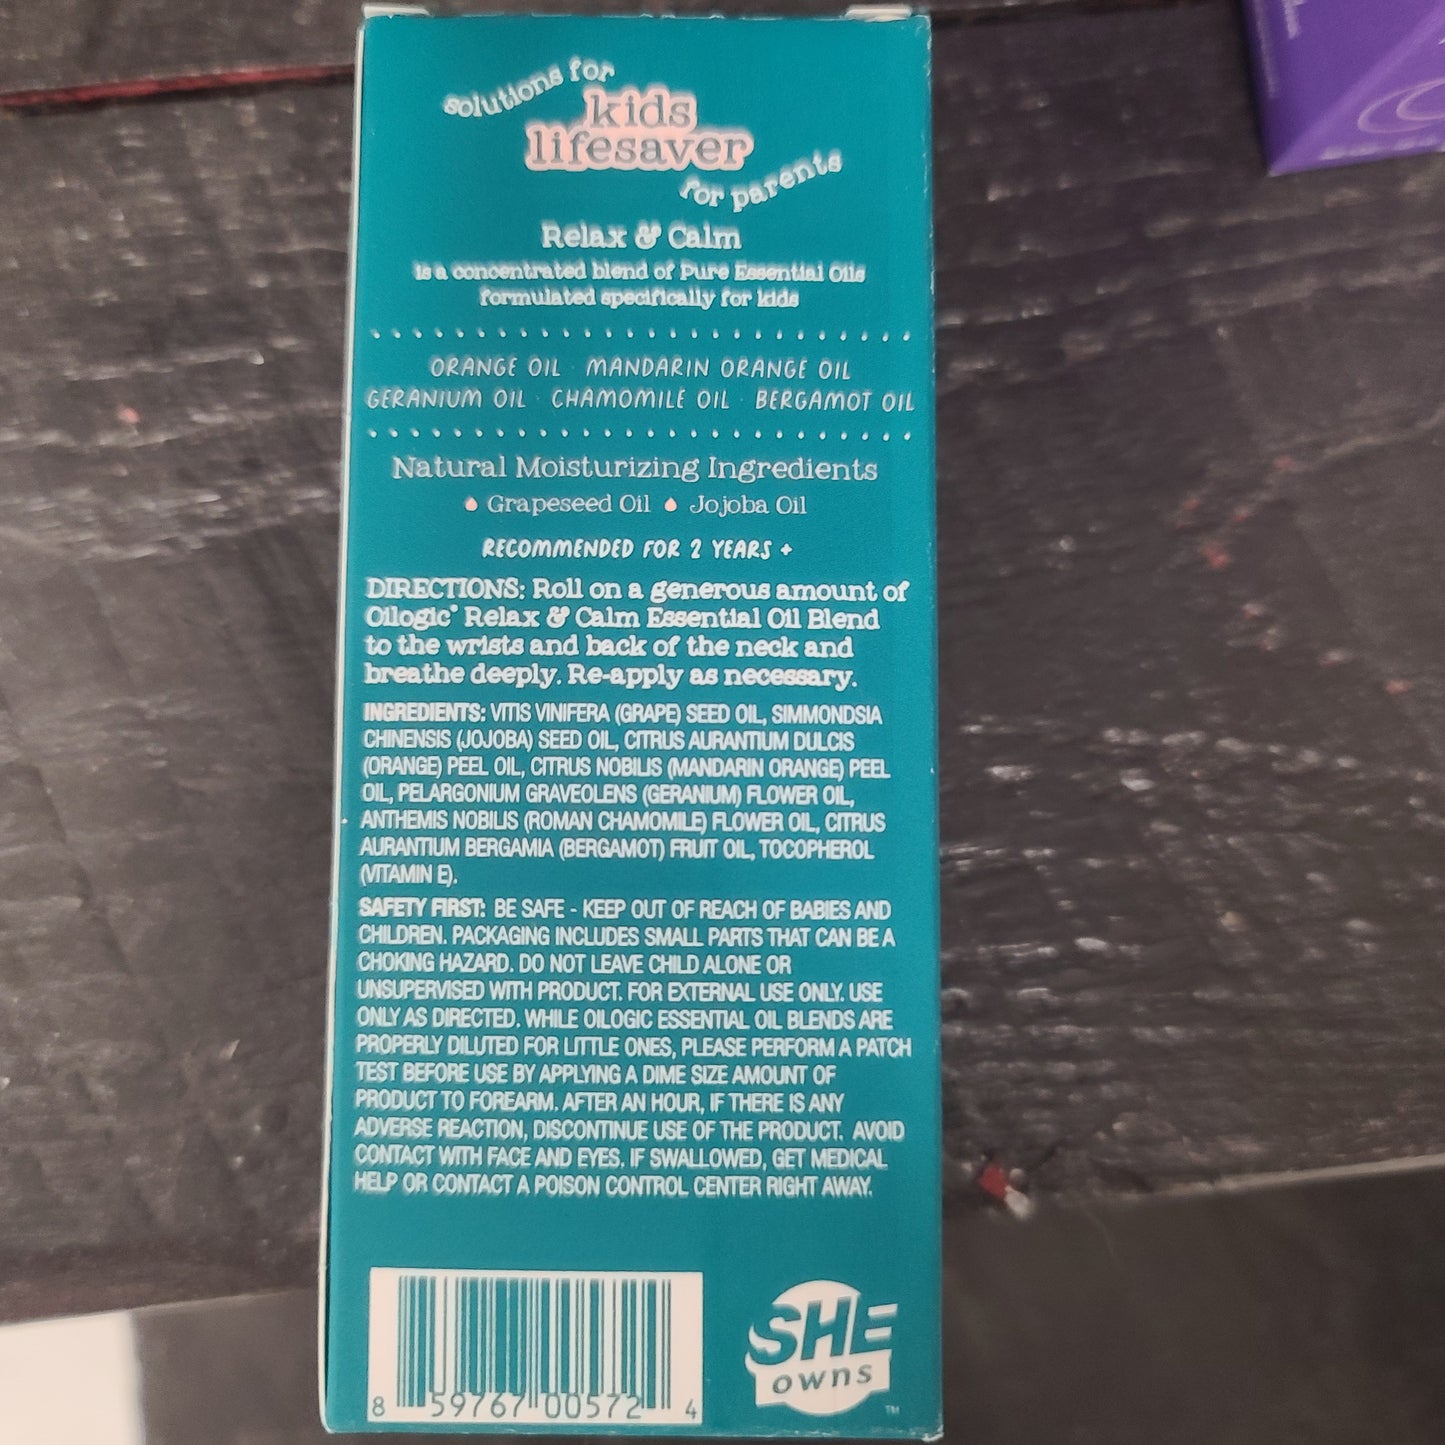 solutions for
kids
lifesaver
for parents
Relax & Calm
is a concentrated blend of Pure Essential Oils
formulated specifically for kids
ORANGE OIL · MANDARIN ORANGE OIL
GERANIUM OIL · CHAMOMILE OIL · BERGAMOT OIL
Natural Moisturizing Ingredients
Grapeseed Oil Jojoba Oil
RECOMMENDED FOR 2 YEARS +
DIRECTIONS: Roll on a generous amount of
Oilogic® Relax & Calm Essential Oil Blend
to the wrists and back of the neck and
breathe deeply. Re-apply as necessary.
INGREDIENTS: VITIS VINIFERA (GRAPE) SEED OIL, SIMMONDSIA
CHINENSIS (JOJOBA) SEED OIL, CITRUS AURANTIUM DULCIS
(ORANGE) PEEL OIL, CITRUS NOBILIS (MANDARIN ORANGE) PEEL
OIL, PELARGONIUM GRAVEOLENS (GERANIUM) FLOWER OIL,
ANTHEMIS NOBILIS (ROMAN CHAMOMILE) FLOWER OIL, CITRUS
AURANTIUM BERGAMIA (BERGAMOT) FRUIT OIL, TOCOPHEROL
(VITAMIN E).
SAFETY FIRST: BE SAFE - KEEP OUT OF REACH OF BABIES AND
CHILDREN. PACKAGING INCLUDES SMALL PARTS THAT CAN BE A
CHOKING HAZARD. DO NOT LEAVE CHILD ALONE OR
UNSUPERVISED WITH PRODUCT. FOR EXTERNAL USE ONLY. USE
ONLY AS DIRECTED. WHILE OILOGIC ESSENTIAL OIL BLENDS ARE
PROPERLY DILUTED FOR LITTLE ONES, PLEASE PERFORM A PATCH
TEST BEFORE USE BY APPLYING A DIME SIZE AMOUNT OF
PRODUCT TO FOREARM. AFTER AN HOUR, IF THERE IS ANY
ADVERSE REACTION, DISCONTINUE USE OF THE PRODUCT. AVOID
CONTACT WITH FACE AND EYES. IF SWALLOWED, GET MEDICAL
HELP OR CONTACT A POISON CONTROL CENTER RIGHT AWAY.
SHE
owns
TM
8 59767 00572 4